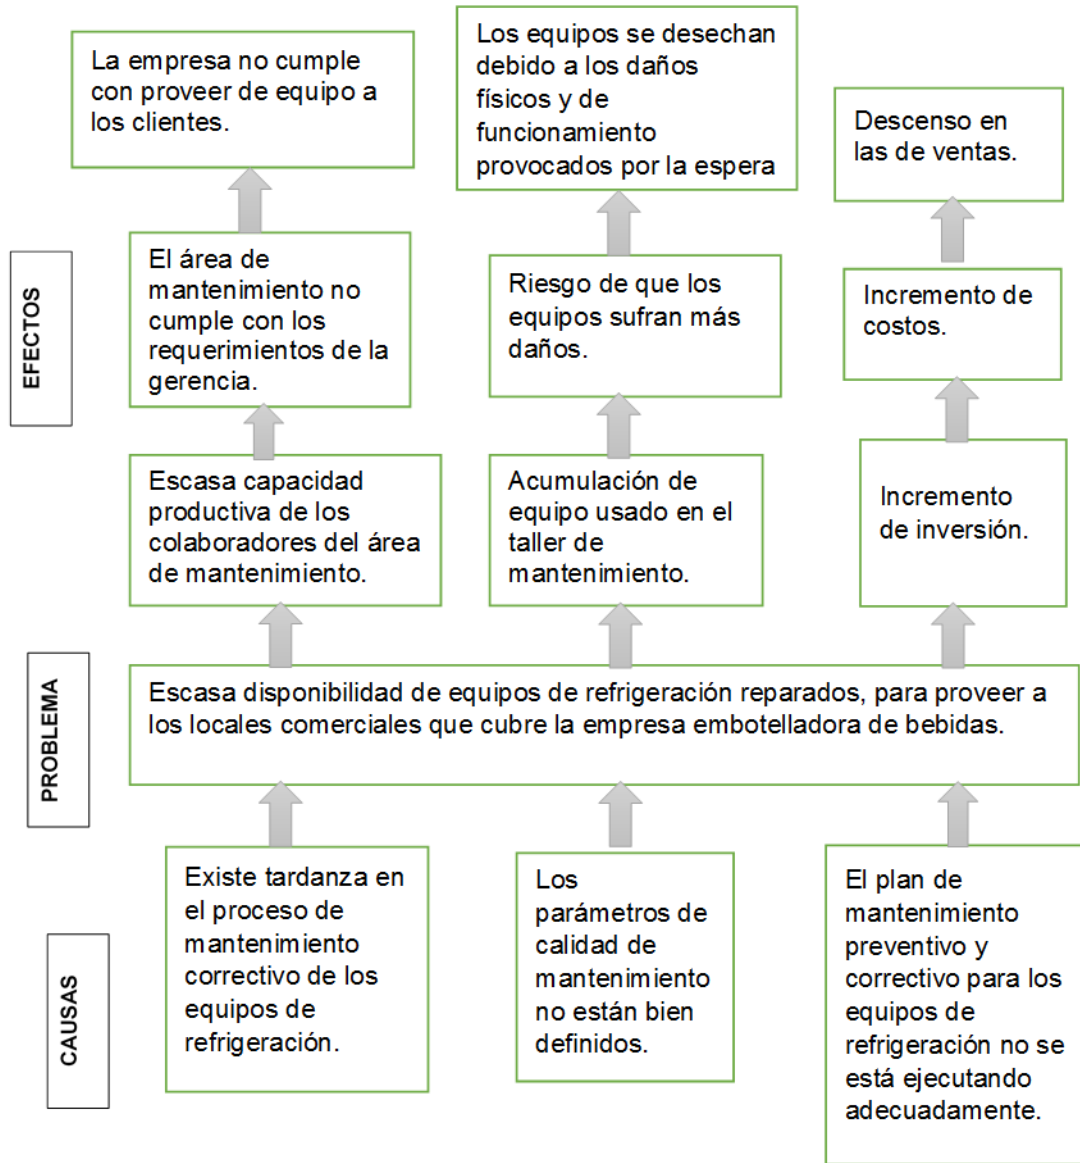 La empresa no cumple
con proveer de equipo a
los clientes.
Los equipos se desechan
debido a los daños
físicos y de
funcionamiento
provocados por la espera
Descenso en
las de ventas.
EFECTOS
El área de
mantenimiento no
cumple con los
requerimientos de la
gerencia.
Riesgo de que los
equipos sufran más
daños.
Incremento de
costos.
Escasa capacidad
productiva de los
colaboradores del área
de mantenimiento.
Acumulación de
equipo usado en el
taller de
mantenimiento.
Incremento
de inversión.
PROBLEMA
Escasa disponibilidad de equipos de refrigeración reparados, para proveer a
los locales comerciales que cubre la empresa embotelladora de bebidas.
CAUSAS
Existe tardanza en
el proceso de
mantenimiento
correctivo de los
equipos de
refrigeración.
Los
parámetros de
calidad de
mantenimiento
no están bien
definidos.
El plan de
mantenimiento
preventivo y
correctivo para los
equipos de
refrigeración no se
está ejecutando
adecuadamente.